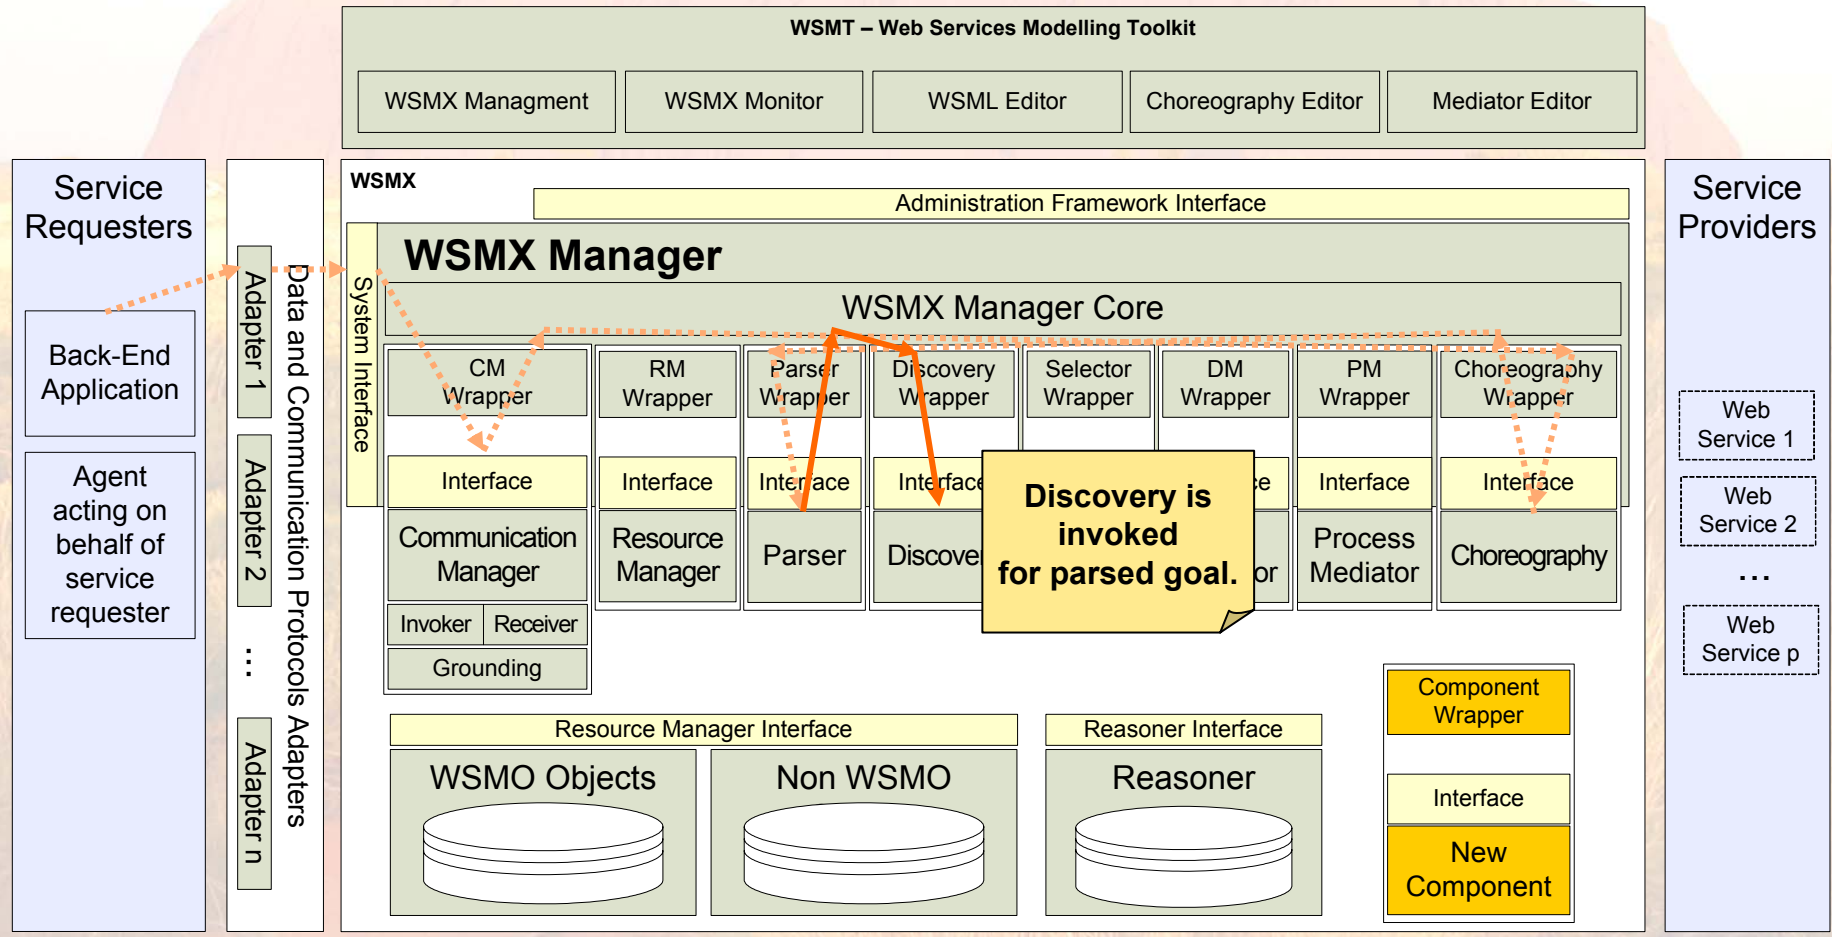 WSMT – Web Services Modelling Toolkit
WSMX Managment
WSMX Monitor
WSML Editor
Choreography Editor
Mediator Editor
Service
Requesters
Back-End
Application
Agent
acting on
behalf of
service
requester
Adapter 1
Adapter 2
...
Adapter n
Data and Communication Protocols Adapters
WSMX
Administration Framework Interface
System Interface
WSMX Manager
WSMX Manager Core
CM
Wrapper
RM
Wrapper
Parser
Wrapper
Discovery
Wrapper
Selector
Wrapper
DM
Wrapper
PM
Wrapper
Choreography
Wrapper
Interface
Interface
Interface
Interface
Interface
Interface
Communication
Manager
Resource
Manager
Parser
Process
Mediator
Choreography
Discovery is
invoked
for parsed goal.
Invoker
Receiver
Grounding
Resource Manager Interface
WSMO Objects
Non WSMO
Reasoner Interface
Reasoner
Component
Wrapper
Interface
New
Component
Service
Providers
Web
Service 1
Web
Service 2
...
Web
Service p